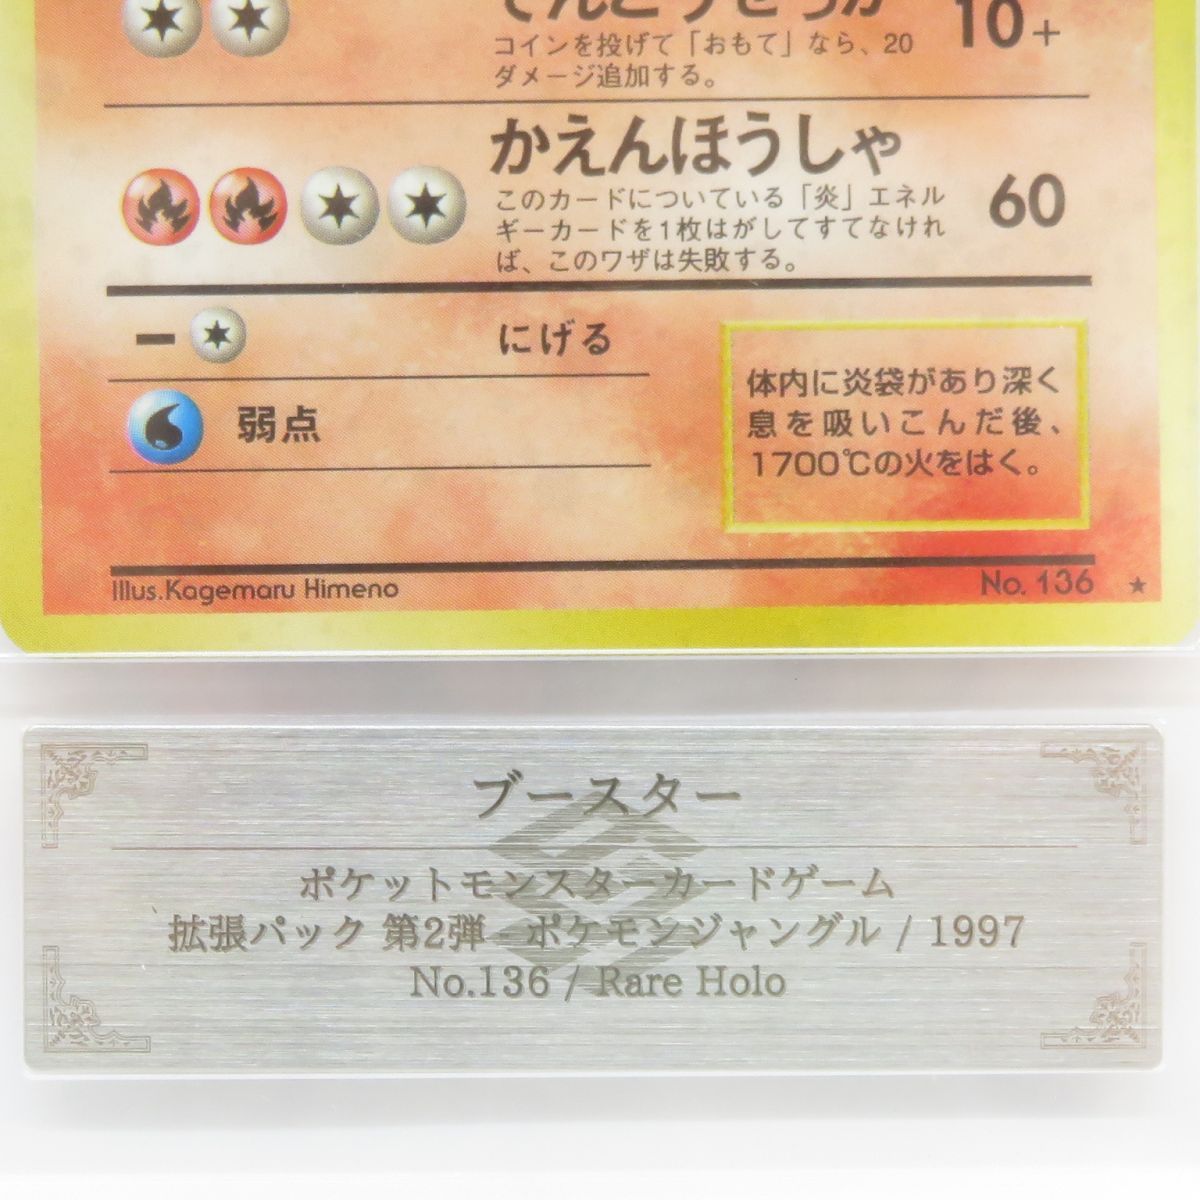 でんこうせっか 10+
コインを投げて「おもて」なら、20
ダメージ追加する。
かえんほうしゃ
このカードについている「炎」エネル
ギーカードを1枚はがしてすてなけれ
ば、このワザは失敗する。
60
にげる
弱点
体内に炎袋があり深く
息を吸いこんだ後、
1700℃の火をはく。
Illus.Kagemaru Himeno
No. 136 ★
ブースター
ポケットモンスターカードゲーム
拡張パック 第2弾 ポケモンジャングル / 1997
No.136 / Rare Holo